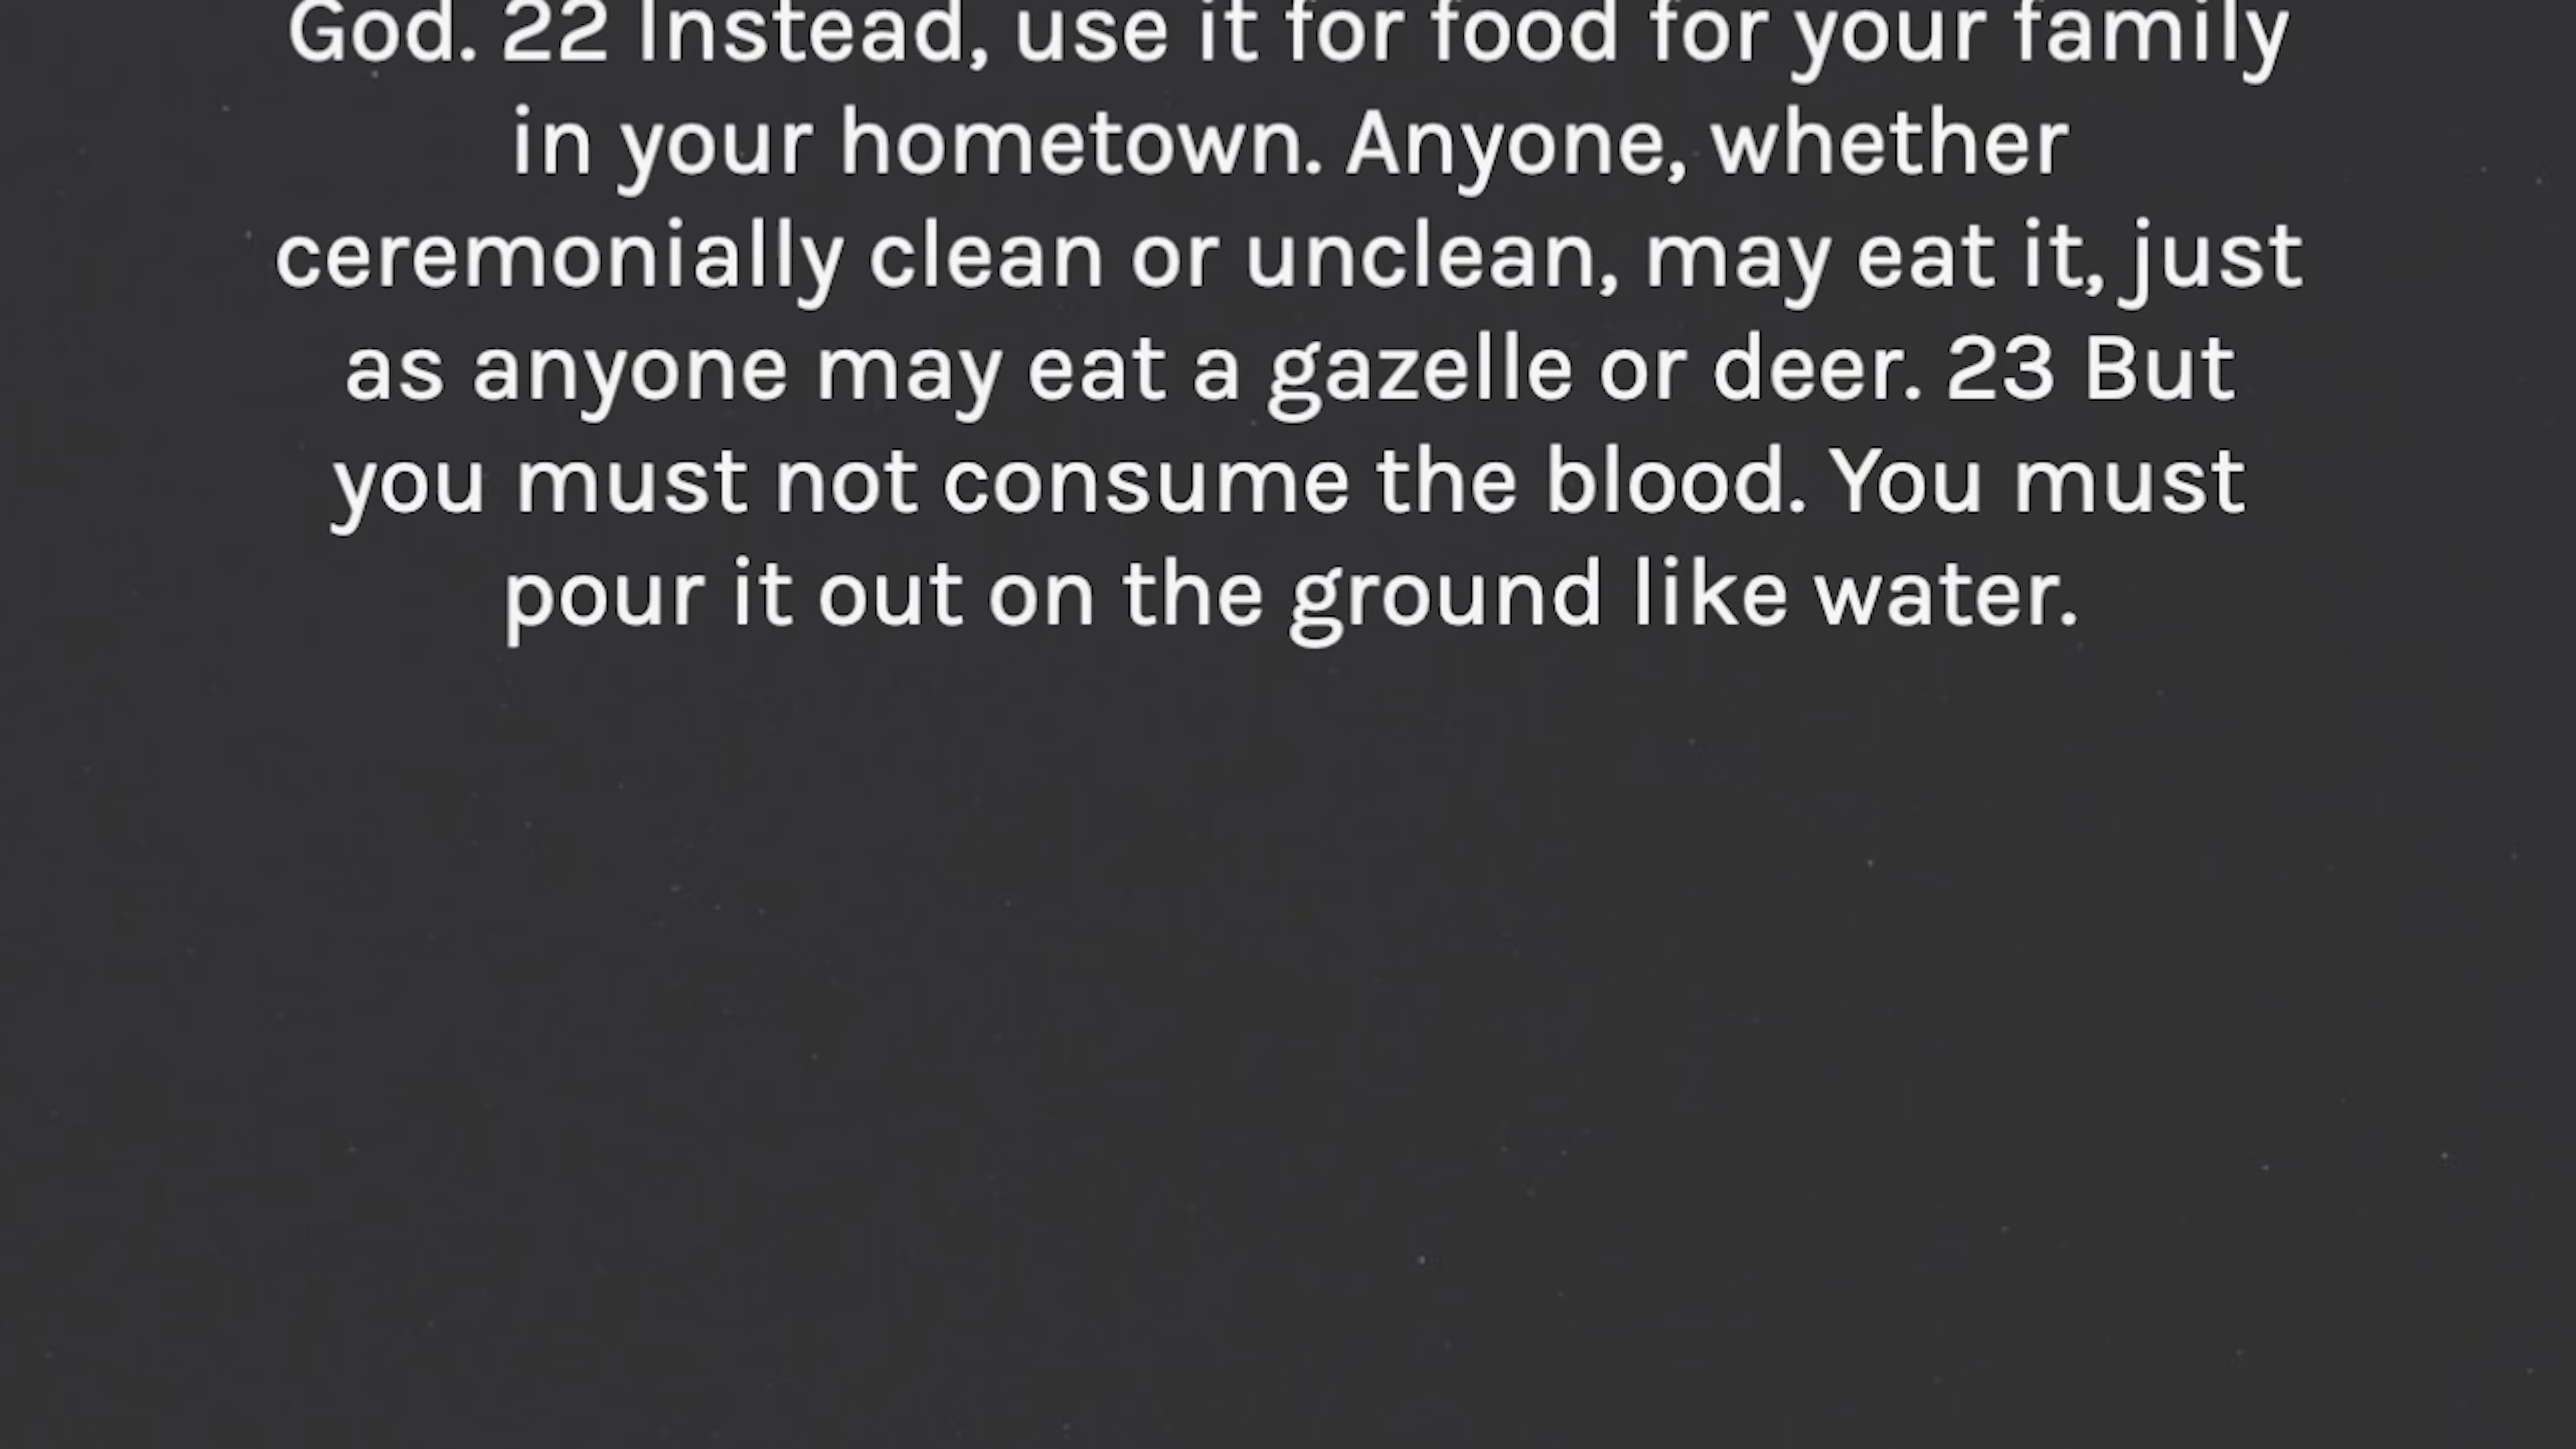 God. 22 Instead, use it for food for your family
in your hometown. Anyone, whether
ceremonially clean or unclean, may eat it, just
as anyone may eat a gazelle or deer. 23 But
you must not consume the blood. You must
pour it out on the ground like water.